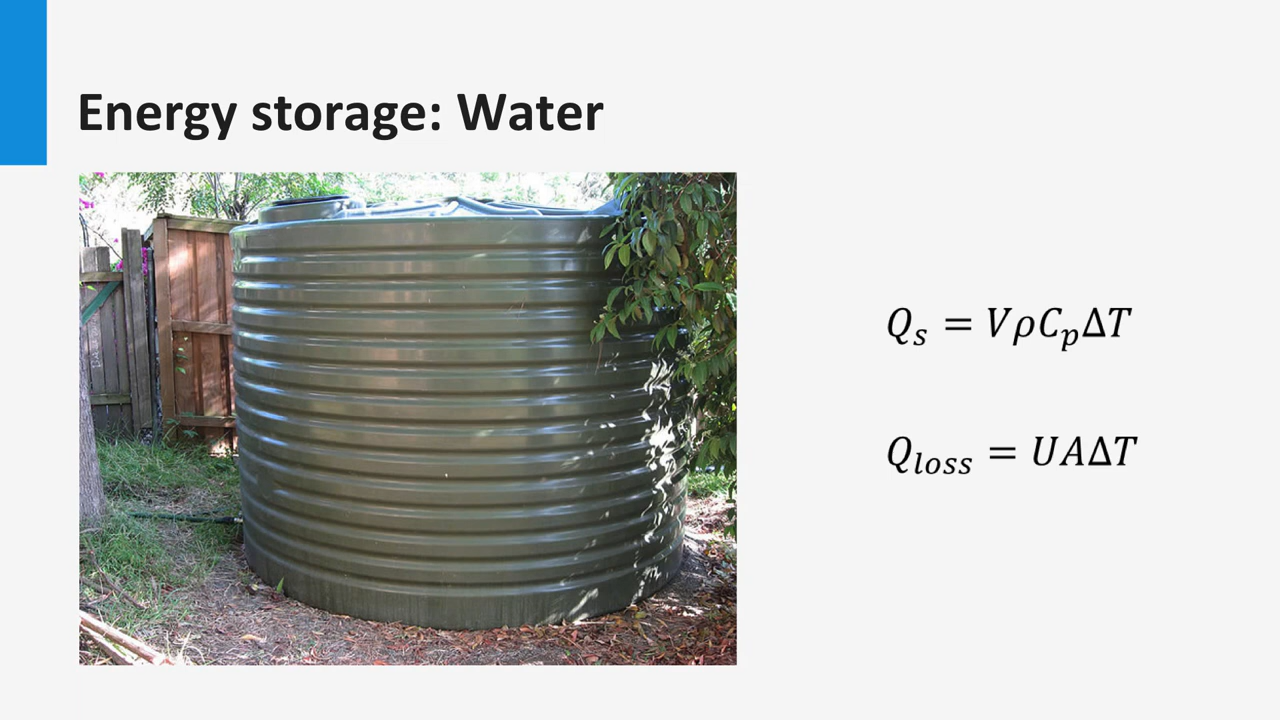 Energy storage: Water
Qₛ = VρCₚΔT
Qₗₒₛₛ = UAΔT